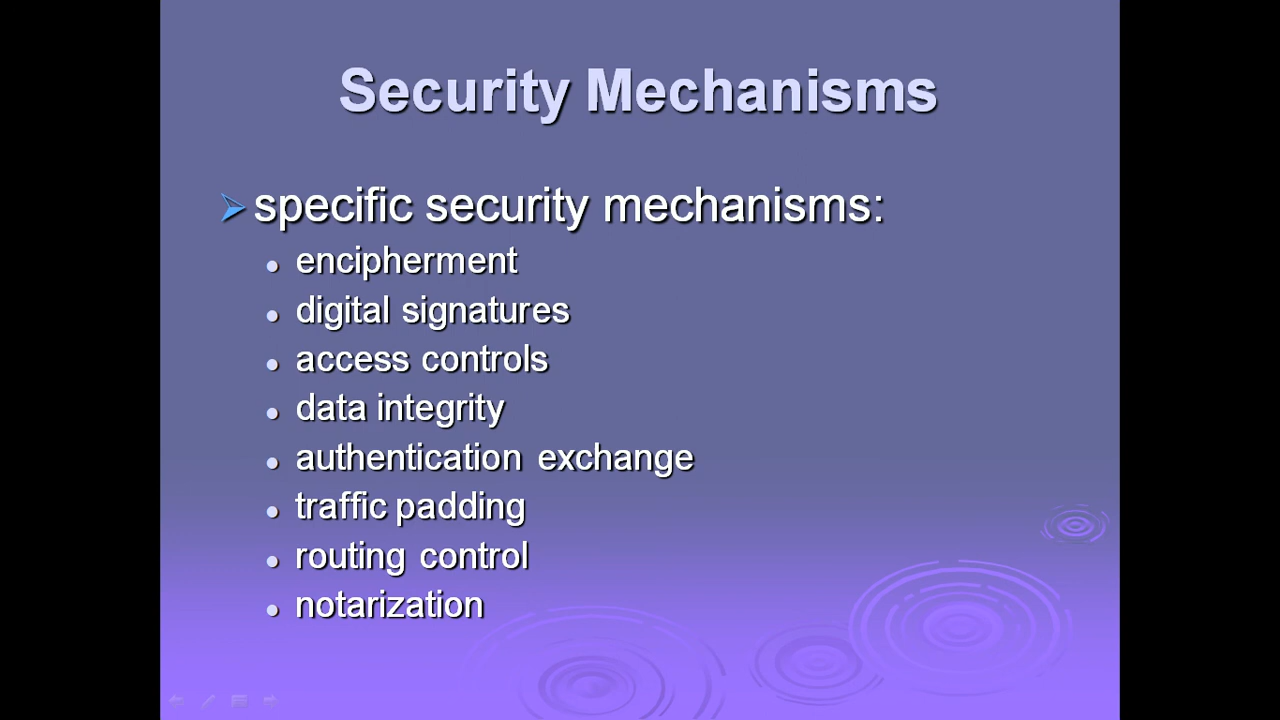 Security Mechanisms
specific security mechanisms:
encipherment
digital signatures
access controls
data integrity
authentication exchange
traffic padding
routing control
notarization